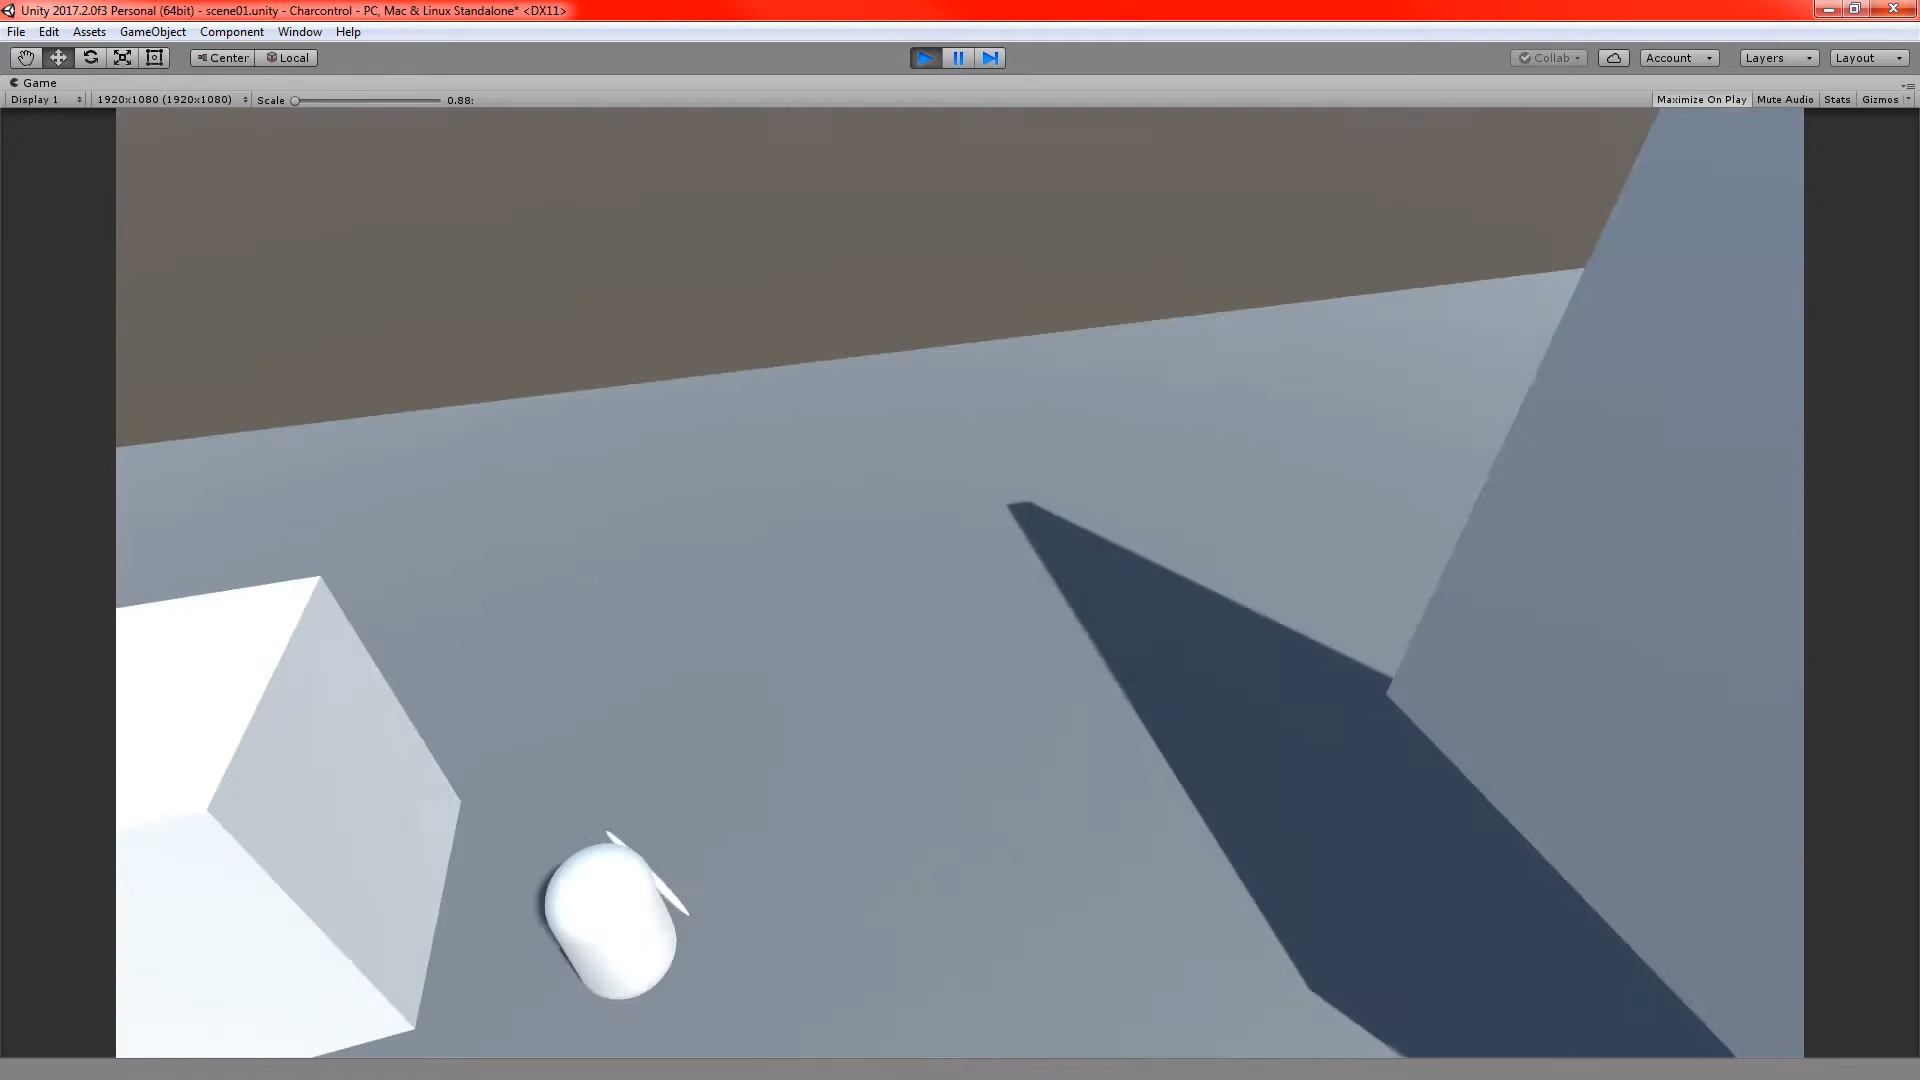 Unity 2017.2.0f3 Personal (64bit) - scene01.unity - Charcontrol - PC, Mac & Linux Standalone* <DX11>
File Edit Assets GameObject Component Window Help
Center Local Collab Account Layers Layout
Game
Display 1 1920x1080 (1920x1080) Scale 0.88: Maximize On Play Mute Audio Stats Gizmos